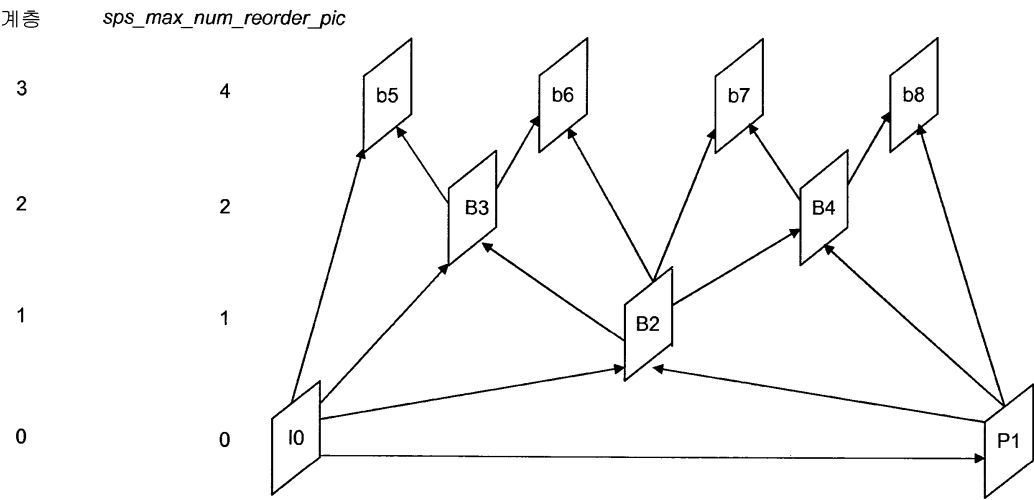 계층 sps_max_num_reorder_pic
3 4 b5 b6 b7 b8
2 2 B3 B4
1 1 B2
0 0 I0 P1